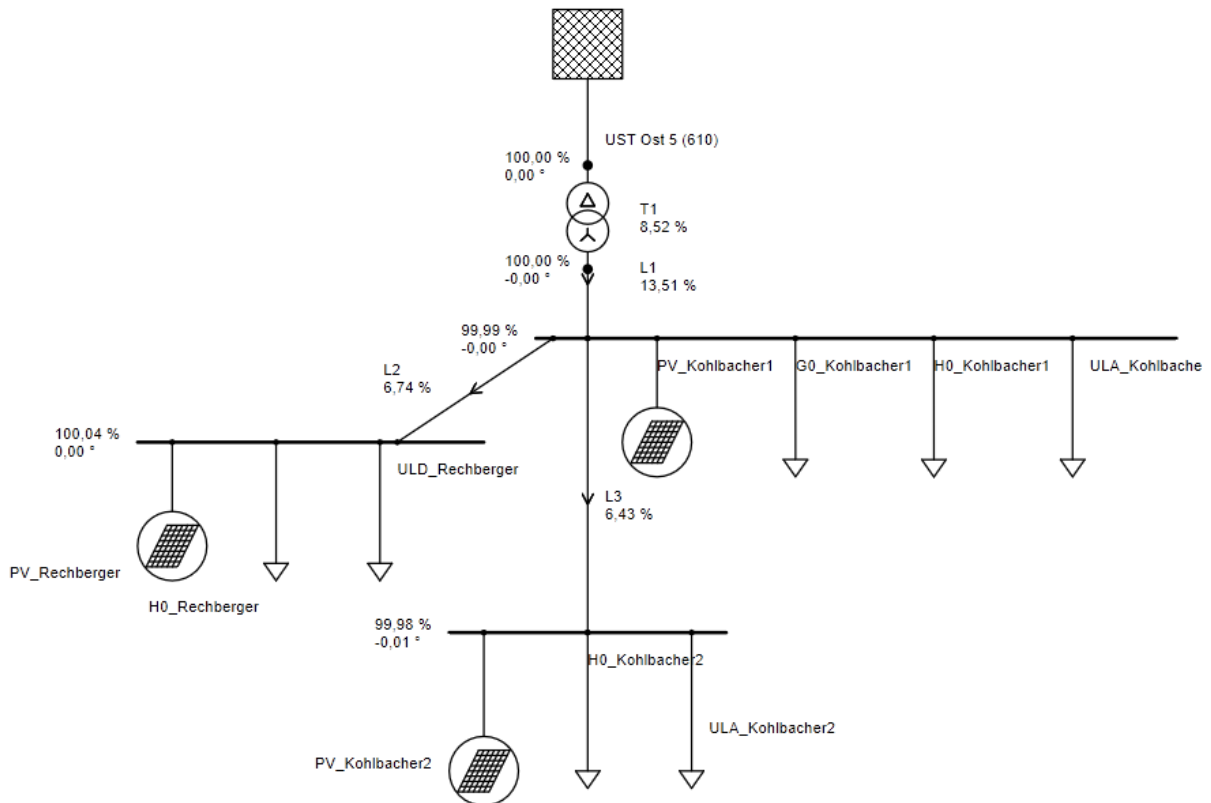 UST Ost 5 (610)
100,00 %
0,00 °
T1
8,52 %
100,00 %
-0,00 °
L1
13,51 %
99,99 %
-0,00 °
PV_Kohlbacher1
G0_Kohlbacher1
H0_Kohlbacher1
ULA_Kohlbache
L2
6,74 %
100,04 %
0,00 °
ULD_Rechberger
L3
6,43 %
PV_Rechberger
H0_Rechberger
99,98 %
-0,01 °
H0_Kohlbacher2
ULA_Kohlbacher2
PV_Kohlbacher2